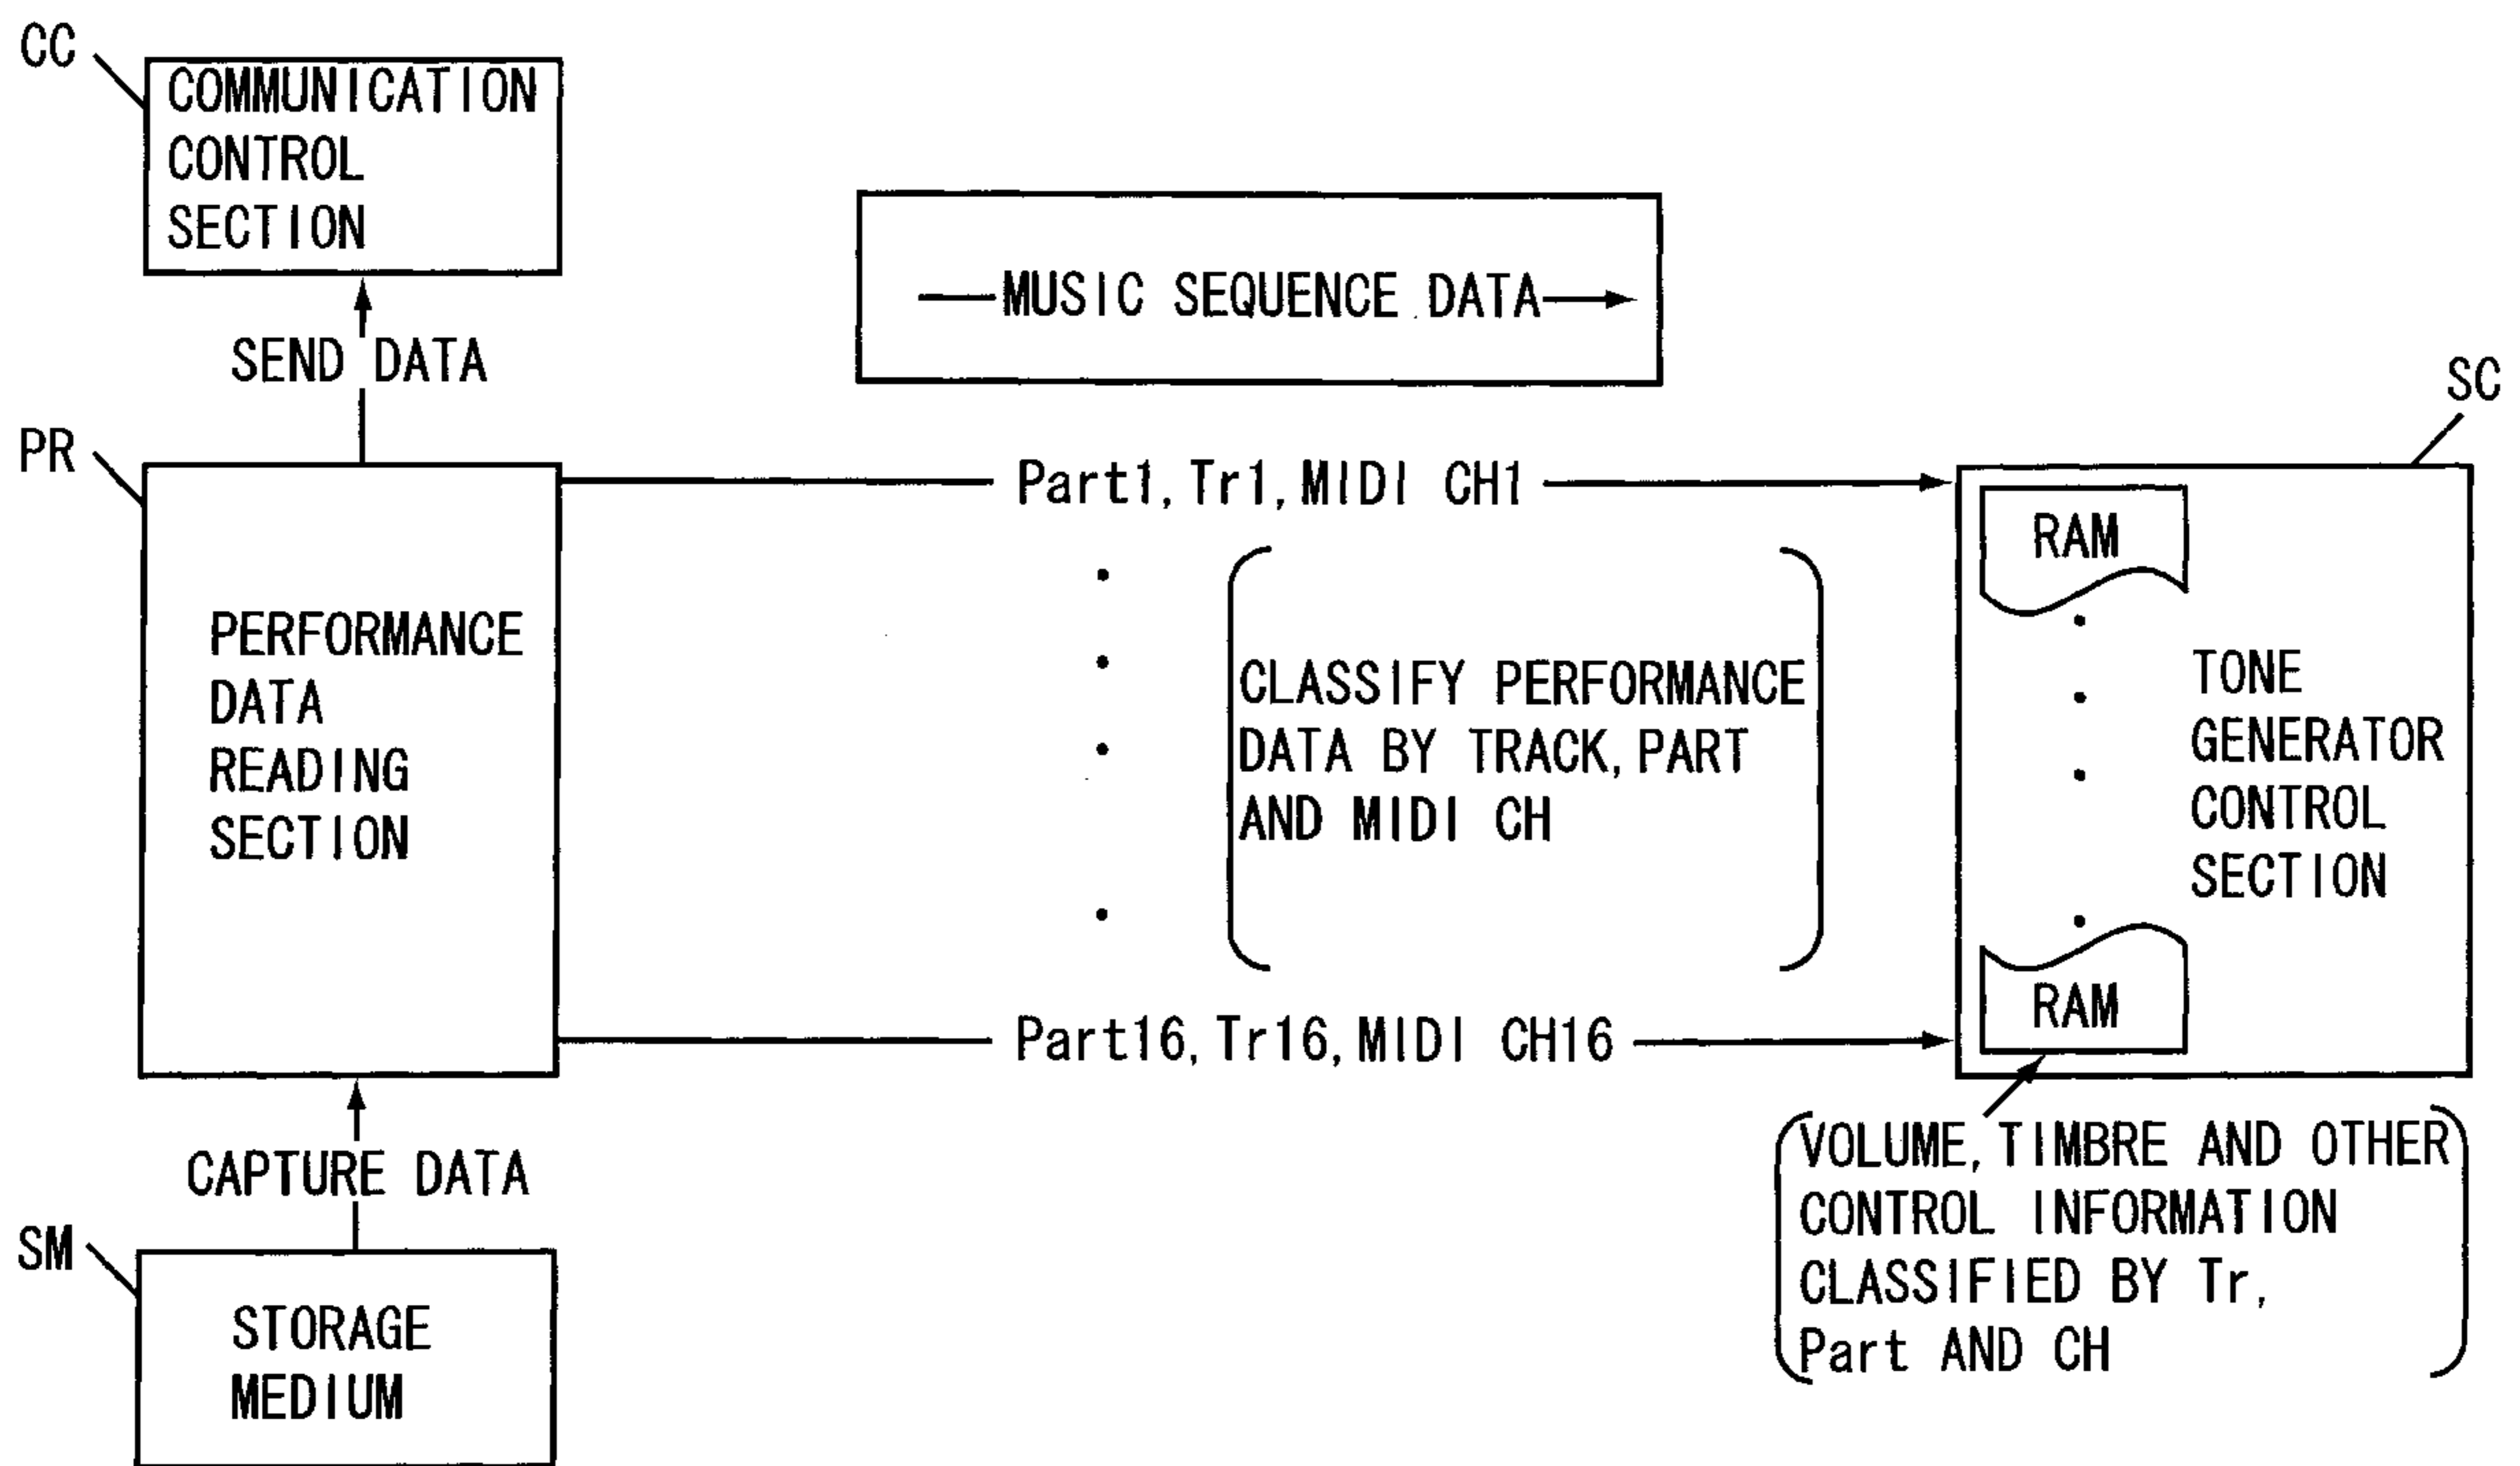 CC
COMMUNICATION
CONTROL
SECTION
MUSIC SEQUENCE DATA
SEND DATA
SC
PR
Part1, Tr1, MIDI CH1
RAM
PERFORMANCE
DATA
READING
SECTION
CLASSIFY PERFORMANCE
DATA BY TRACK, PART
AND MIDI CH
TONE
GENERATOR
CONTROL
SECTION
RAM
Part16, Tr16, MIDI CH16
CAPTURE DATA
VOLUME, TIMBRE AND OTHER
CONTROL INFORMATION
CLASSIFIED BY Tr,
Part AND CH
SM
STORAGE
MEDIUM